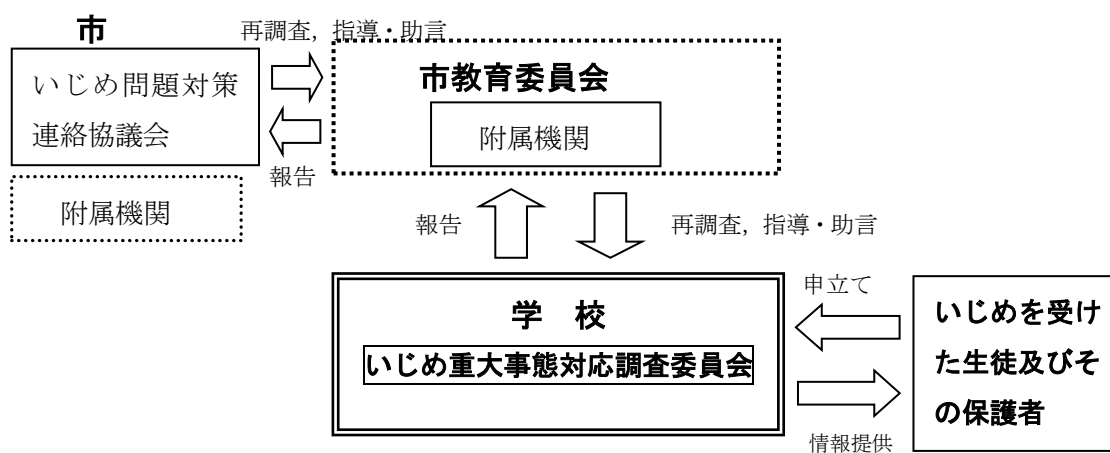 市
再調査，指導・助言
いじめ問題対策
連絡協議会
市教育委員会
附属機関
報告
附属機関
報告
再調査，指導・助言
学　校
いじめ重大事態対応調査委員会
申立て
いじめを受け
た生徒及びそ
の保護者
情報提供